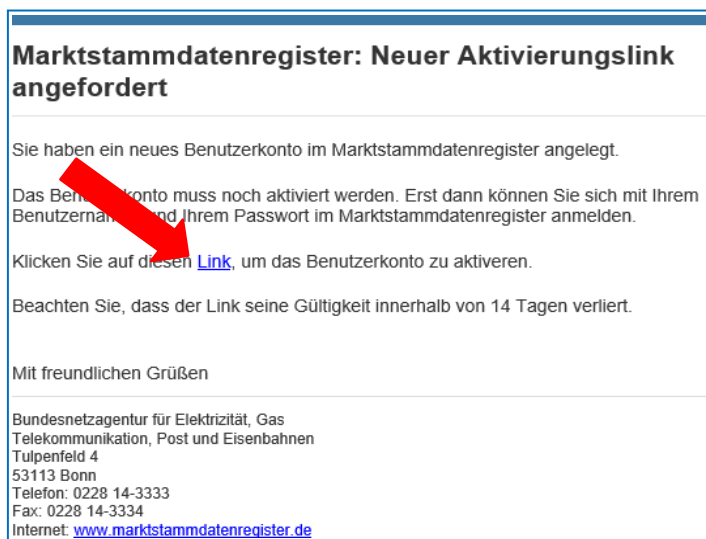 Marktstammdatenregister: Neuer Aktivierungslink
angefordert
Sie haben ein neues Benutzerkonto im Marktstammdatenregister angelegt.
Das konto muss noch aktiviert werden. Erst dann können Sie sich mit Ihrem
und Ihrem Passwort im Marktstammdatenregister anmelden.
Klicken Sie auf diesen Link, um das Benutzerkonto zu aktiveren.
Beachten Sie, dass der Link seine Gültigkeit innerhalb von 14 Tagen verliert.
Mit freundlichen Grüßen
Bundesnetzagentur für Elektrizität, Gas
Telekommunikation, Post und Eisenbahnen
Tulpenfeld 4
53113 Bonn
Telefon: 0228 14-3333
Fax: 0228 14-3334
Internet: www.marktstammdatenregister.de